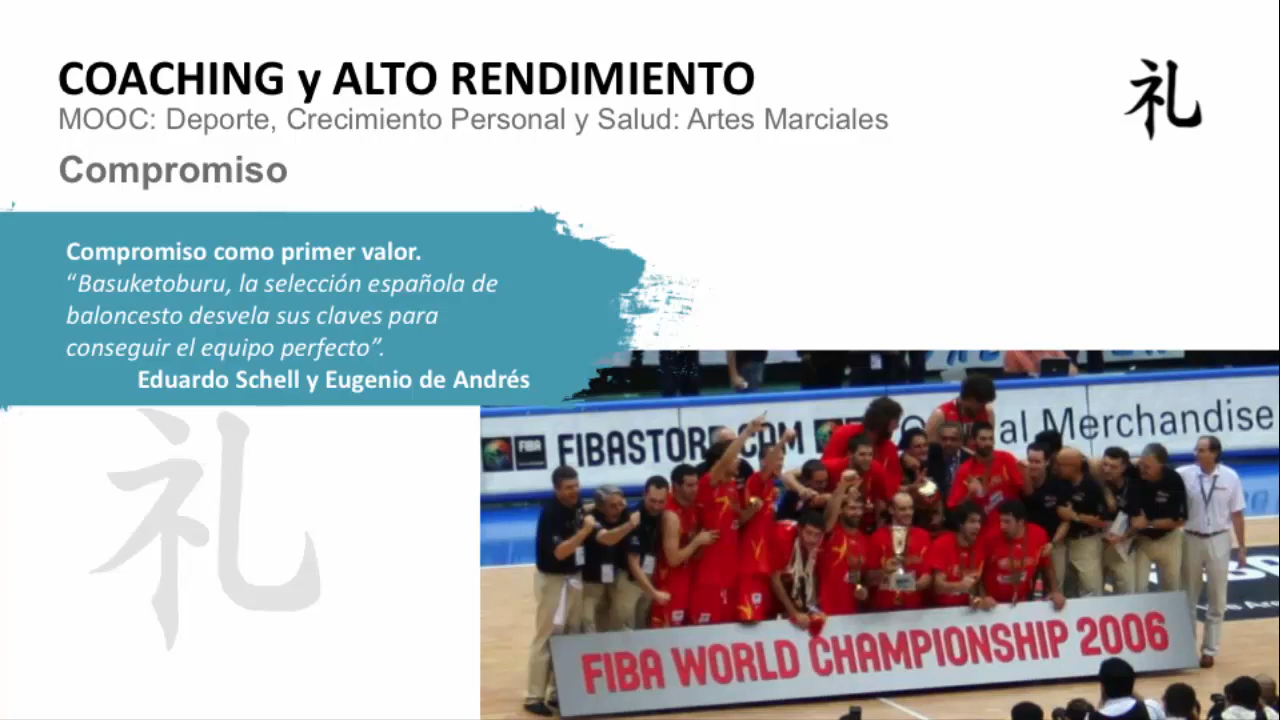 COACHING y ALTO RENDIMIENTO
MOOC: Deporte, Crecimiento Personal y Salud: Artes Marciales
礼
Compromiso
Compromiso como primer valor.
“Basuketoburu, la selección española de
baloncesto desvela sus claves para
conseguir el equipo perfecto”.
Eduardo Schell y Eugenio de Andrés
礼
FIBA
al Merchandise
FIBA WORLD CHAMPIONSHIP 2006